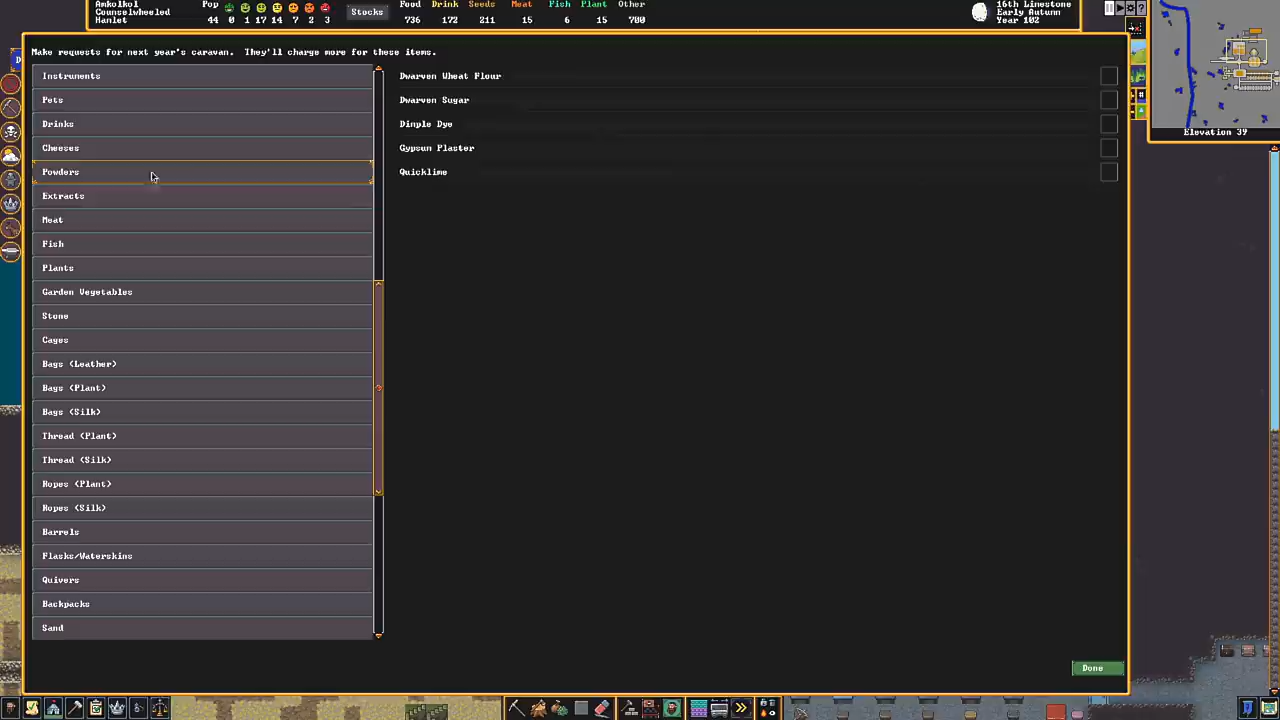 Amkolkol
Counselwheeled
Hamlet
Pop
44 0 1 17 14 7 2 3
Stocks
Food Drink Seeds Meat Fish Plant Other
736 172 211 15 6 15 700
16th Limestone
Early Autumn
Year 102
Elevation 39
Make requests for next year's caravan. They'll charge more for these items.
Instruments
Pets
Drinks
Cheeses
Powders
Extracts
Meat
Fish
Plants
Garden Vegetables
Stone
Cages
Bags (Leather)
Bags (Plant)
Bags (Silk)
Thread (Plant)
Thread (Silk)
Ropes (Plant)
Ropes (Silk)
Barrels
Flasks/Waterskins
Quivers
Backpacks
Sand
Dwarven Wheat Flour
Dwarven Sugar
Dimple Dye
Gypsum Plaster
Quicklime
Done